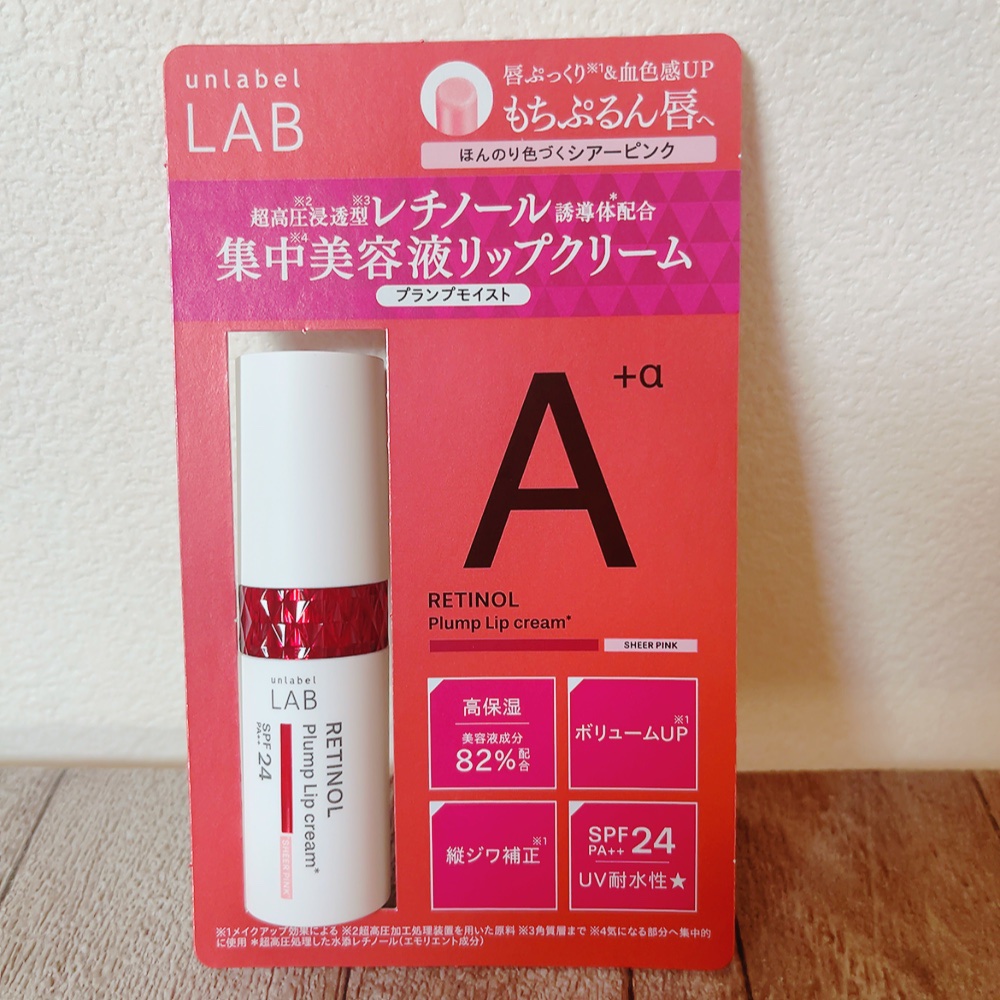 unlabel
LAB
唇ぷっくり※1&血色感UP
もちぷるん唇へ
ほんのり色づくシアーピンク
超高圧※2浸透型※3レチノール誘導体*配合
集中※4美容液リップクリーム
プランプモイスト
A+α
RETINOL
Plump Lip cream*
SHEER PINK
高保湿
美容液成分
82%配合
ボリュームUP※1
縦ジワ補正※1
SPF24
PA++
UV耐水性★
unlabel
LAB
RETINOL
Plump Lip cream*
SHEER PINK
SPF 24
PA++
※1メイクアップ効果による ※2超高圧加工処理装置を用いた原料 ※3角質層まで ※4気になる部分へ集中的
に使用 *超高圧処理した水添レチノール(エモリエント成分)